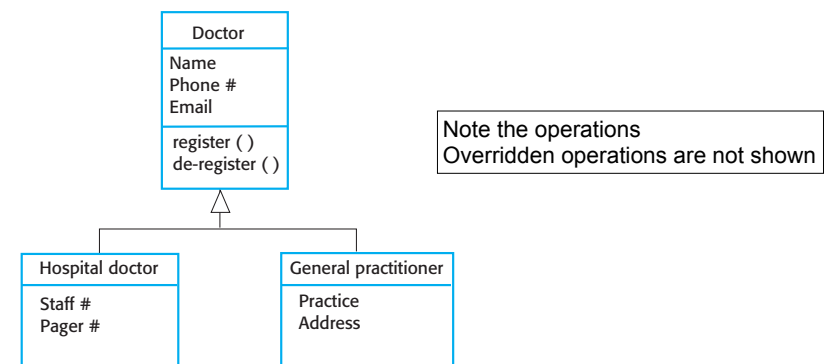 Doctor
Name
Phone #
Email
register ( )
de-register ( )
Note the operations
Overridden operations are not shown
Hospital doctor
Staff #
Pager #
General practitioner
Practice
Address